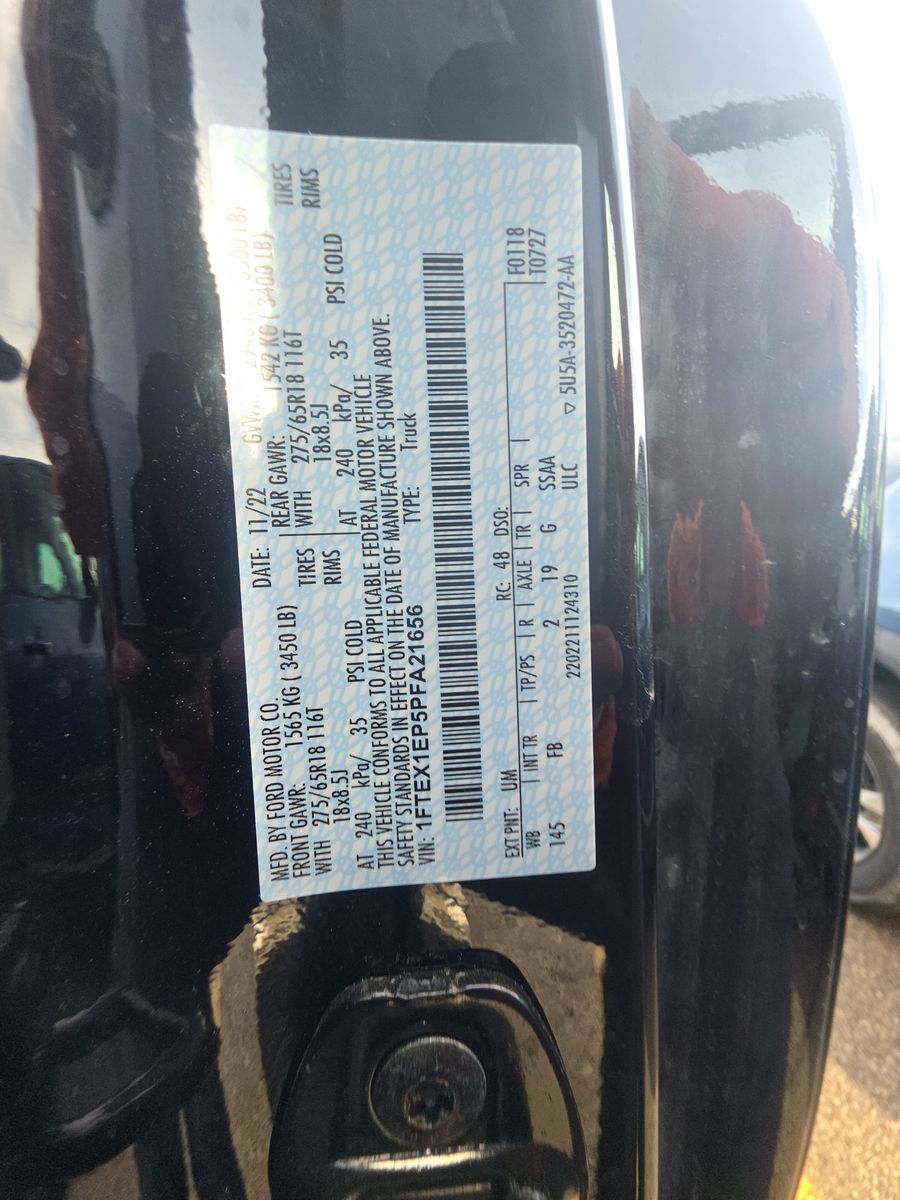 MFD. BY FORD MOTOR CO. DATE: 11/22 GVWR:
FRONT GAWR: 1565 KG ( 3450 LB) REAR GAWR: 1542 KG ( 3400 LB)
WITH 275/65R18 116T TIRES WITH 275/65R18 116T TIRES
18x8.5J RIMS 18x8.5J RIMS
AT 240 kPa/ 35 PSI COLD AT 240 kPa/ 35 PSI COLD
THIS VEHICLE CONFORMS TO ALL APPLICABLE FEDERAL MOTOR VEHICLE
SAFETY STANDARDS IN EFFECT ON THE DATE OF MANUFACTURE SHOWN ABOVE.
VIN: 1FTEX1EP5PFA21656 TYPE: Truck
EXT PNT: UM RC: 48 DSO: F0118
WB INT TR TP/PS R AXLE TR SPR T0727
145 FB 2 19 G SSAA
2202211124310 ULC ▽ 5U5A-3520472-AA